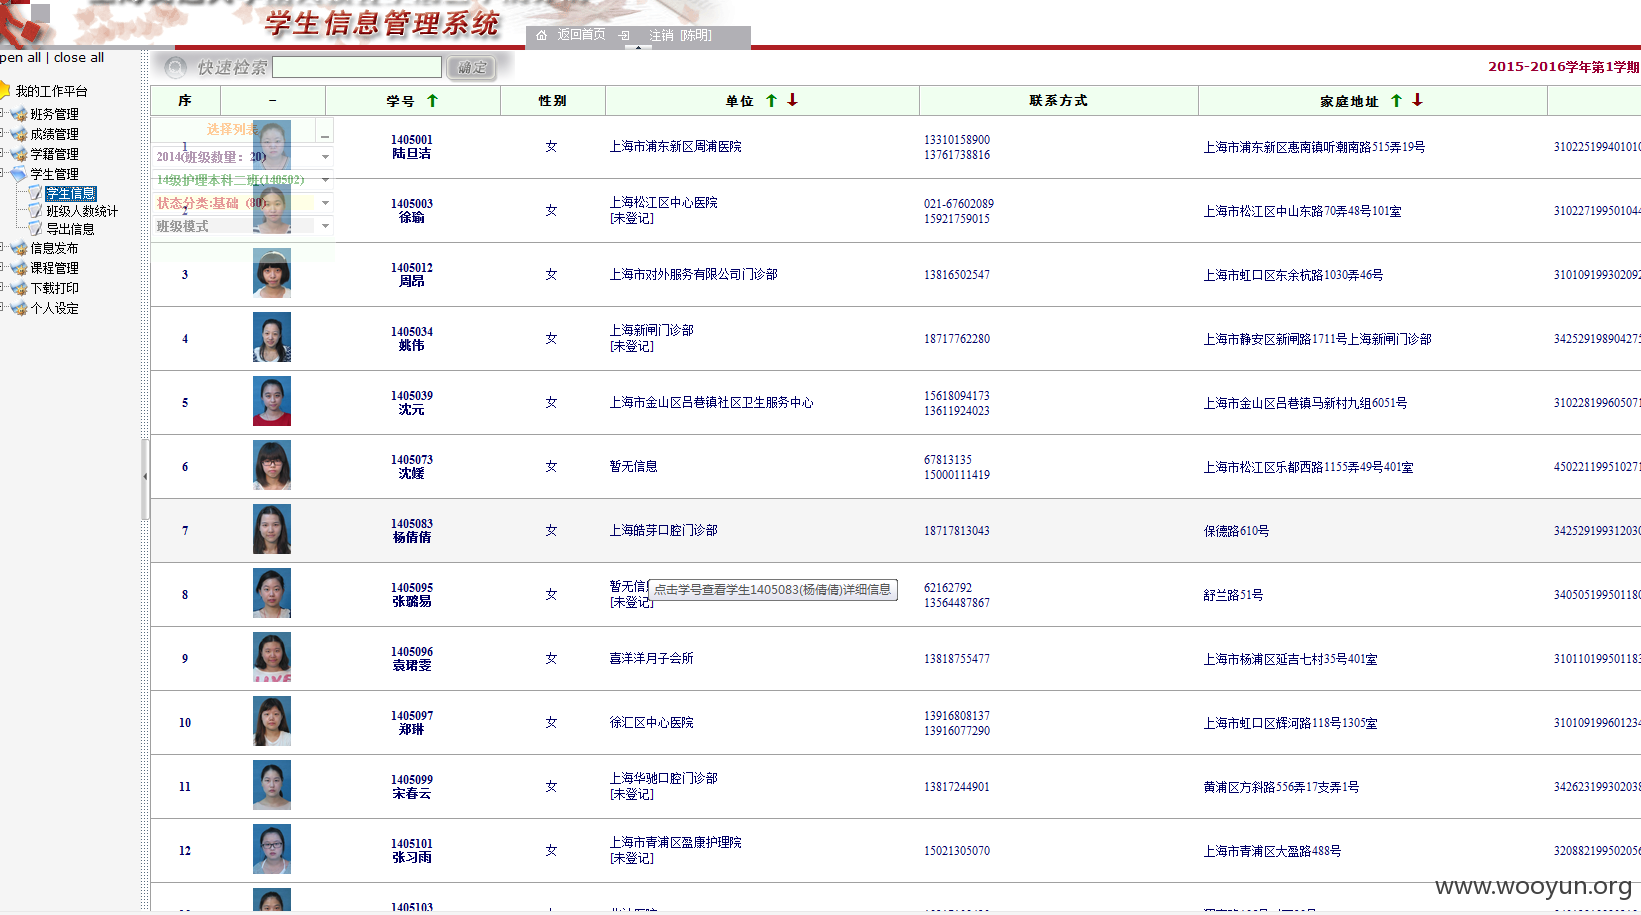 学生信息管理系统
返回首页 注销 [陈明]
pen all | close all
快速检索 确定
2015-2016学年第1学期
我的工作平台
班务管理
成绩管理
学籍管理
学生管理
学生信息
班级人数统计
导出信息
信息发布
课程管理
下载打印
个人设定
序 - 学号 性别 单位 联系方式 家庭地址
选择列表
2014(班级数量：20)
14级护理本科二班(140502)
状态分类:基础 (80)
班级模式
1 1405001 陆旦洁 女 上海市浦东新区周浦医院 13310158900 13761738816 上海市浦东新区惠南镇听潮南路515弄19号 310225199401010
2 1405003 徐瑜 女 上海松江区中心医院 [未登记] 021-67602089 15921759015 上海市松江区中山东路70弄48号101室 310227199501044
3 1405012 周昂 女 上海市对外服务有限公司门诊部 13816502547 上海市虹口区东余杭路1030弄46号 310109199302092
4 1405034 姚伟 女 上海新闸门诊部 [未登记] 18717762280 上海市静安区新闸路1711号上海新闸门诊部 342529198904275
5 1405039 沈元 女 上海市金山区吕巷镇社区卫生服务中心 15618094173 13611924023 上海市金山区吕巷镇马新村九组6051号 310228199605071
6 1405073 沈媛 女 暂无信息 67813135 15000111419 上海市松江区乐都西路1155弄49号401室 450221199510271
7 1405083 杨倩倩 女 上海皓芽口腔门诊部 18717813043 保德路610号 342529199312030
点击学号查看学生1405083(杨倩倩)详细信息
8 1405095 张璐易 女 暂无信 [未登记] 62162792 13564487867 舒兰路51号 340505199501180
9 1405096 袁珺雯 女 喜洋洋月子会所 13818755477 上海市杨浦区延吉七村35号401室 310110199501183
10 1405097 郑琳 女 徐汇区中心医院 13916808137 13916077290 上海市虹口区辉河路118号1305室 310109199601234
11 1405099 宋春云 女 上海华驰口腔门诊部 [未登记] 13817244901 黄浦区方斜路556弄17支弄1号 342623199302038
12 1405101 张习雨 女 上海市青浦区盈康护理院 [未登记] 15021305070 上海市青浦区大盈路488号 320882199502056
1405103
www.wooyun.org